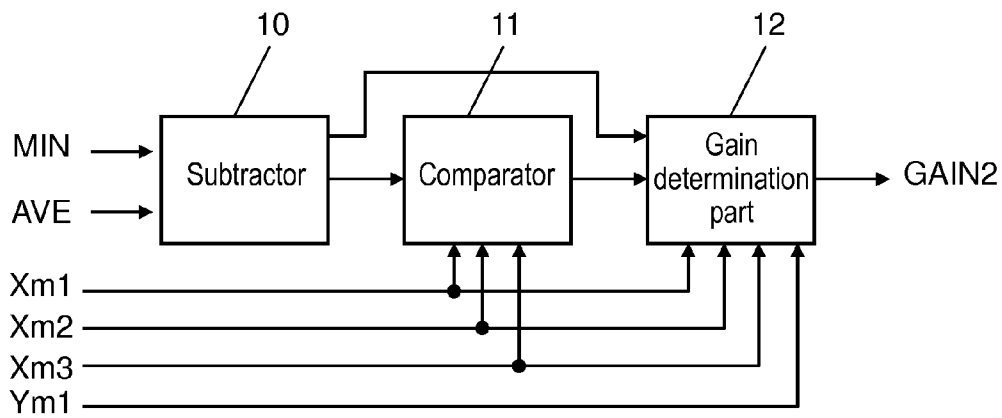 10
11
12
MIN
AVE
Subtractor
Comparator
Gain
determination
part
GAIN2
Xm1
Xm2
Xm3
Ym1